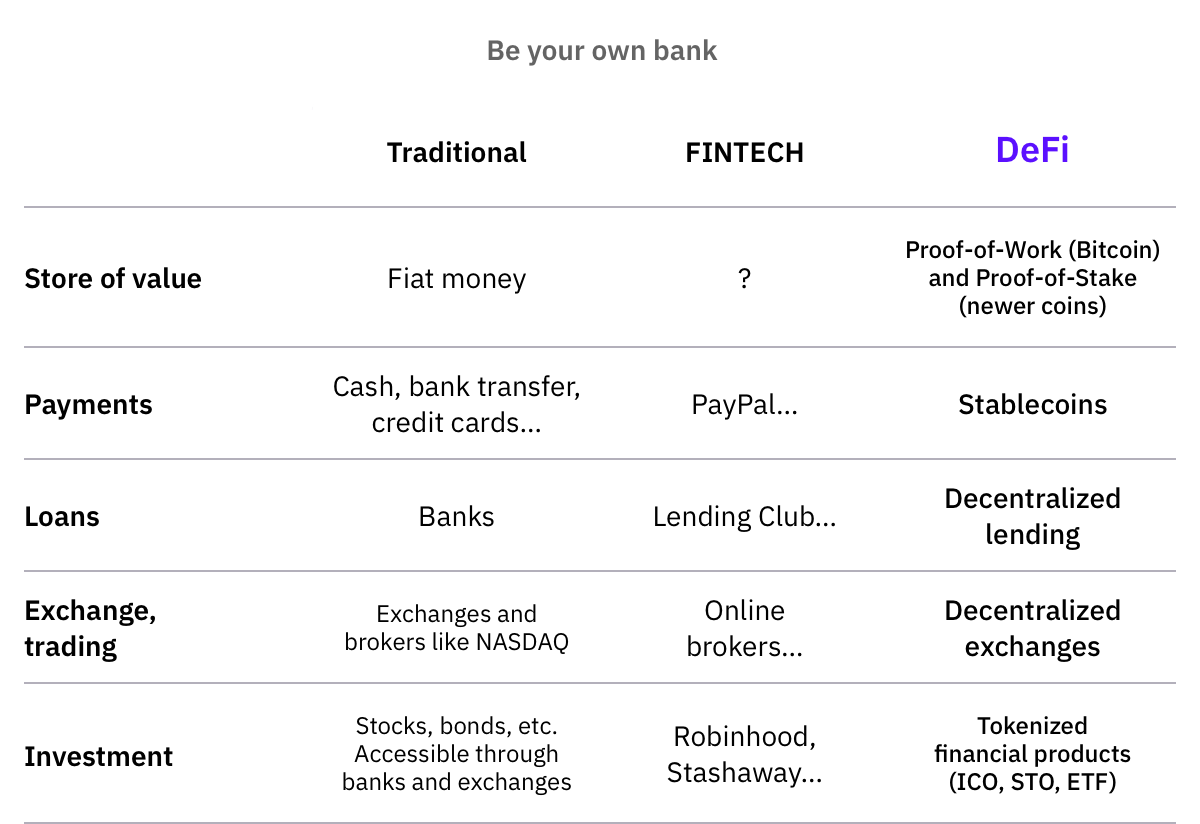 Be your own bank
Traditional
FINTECH
DeFi
Store of value
Fiat money
?
Proof-of-Work (Bitcoin)
and Proof-of-Stake
(newer coins)
Payments
Cash, bank transfer,
credit cards...
PayPal...
Stablecoins
Loans
Banks
Lending Club...
Decentralized
lending
Exchange,
trading
Exchanges and
brokers like NASDAQ
Online
brokers...
Decentralized
exchanges
Investment
Stocks, bonds, etc.
Accessible through
banks and exchanges
Robinhood,
Stashaway...
Tokenized
financial products
(ICO, STO, ETF)